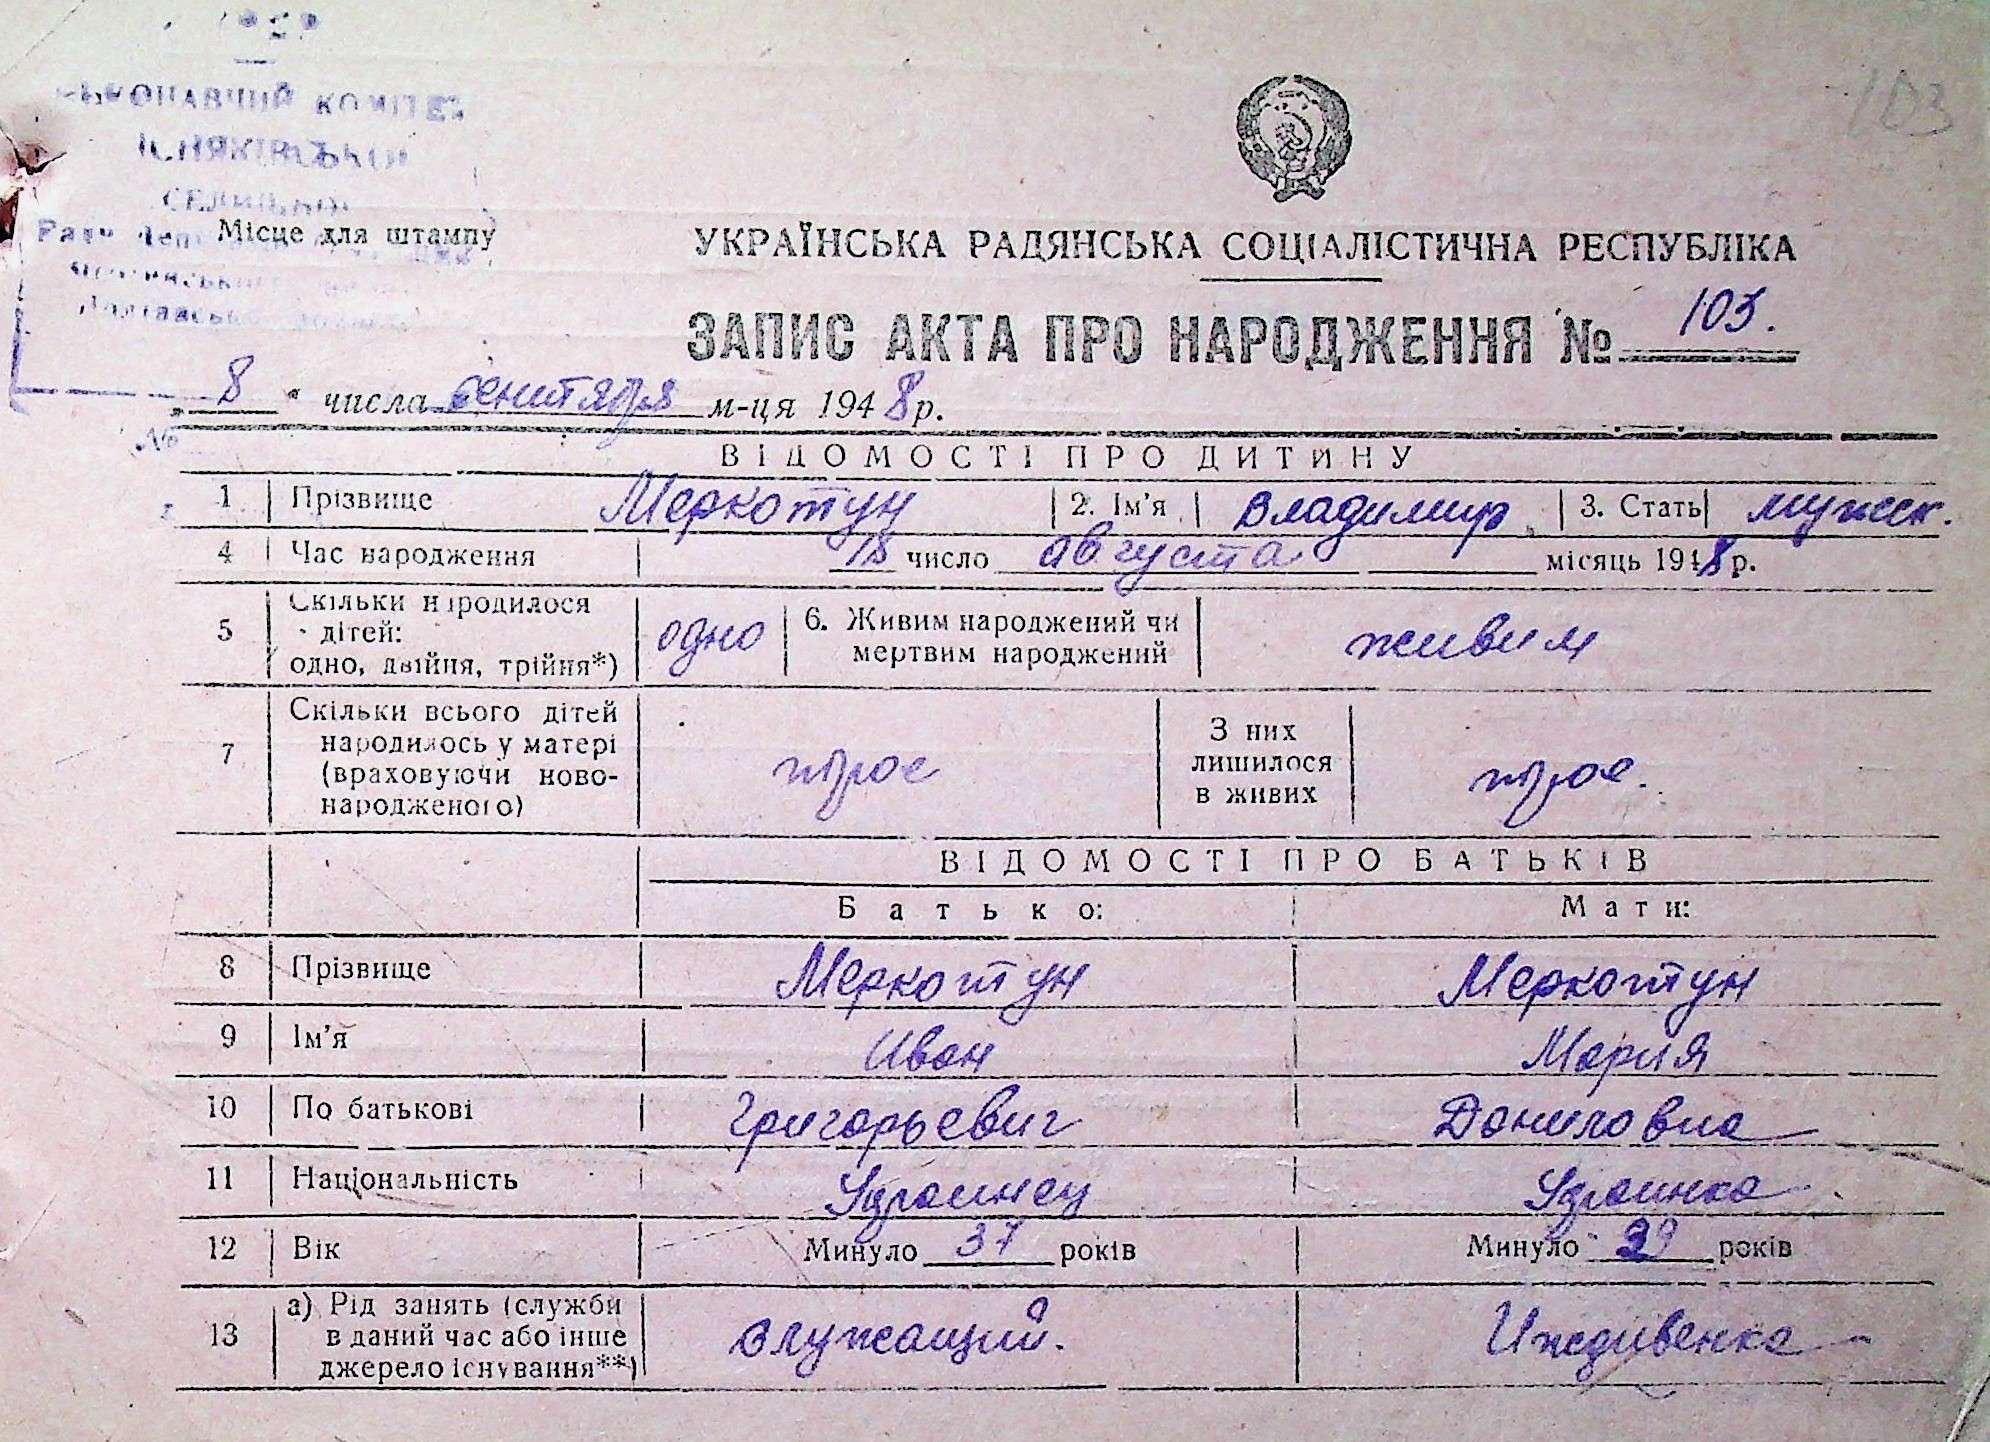 103
КОМІТЕТ
Місце для штампу
УКРАЇНСЬКА РАДЯНСЬКА СОЦІАЛІСТИЧНА РЕСПУБЛІКА
ЗАПИС АКТА ПРО НАРОДЖЕННЯ № 103.
8 числа сентября м-ця 1948 р.
ВІДОМОСТІ ПРО ДИТИНУ
1 Прізвище Меркотун 2. Ім'я Владимир 3. Стать мужск.
4 Час народження 18 число августа місяць 1948 р.
5 Скільки народилося дітей: одно, двійня, трійня*) одно 6. Живим народжений чи мертвим народжений живим
7 Скільки всього дітей народилось у матері (враховуючи новонародженого) трое З них лишилося в живих трое.
ВІДОМОСТІ ПРО БАТЬКІВ
Батько: Мати:
8 Прізвище Меркотун Меркотун
9 Ім'я Иван Мария
10 По батькові Григорьевич Даниловна
11 Національність Украинец Украинка
12 Вік Минуло 37 років Минуло років
13 а) Рід занять (служби в даний час або інше джерело існування**) служащий. Иждивенка